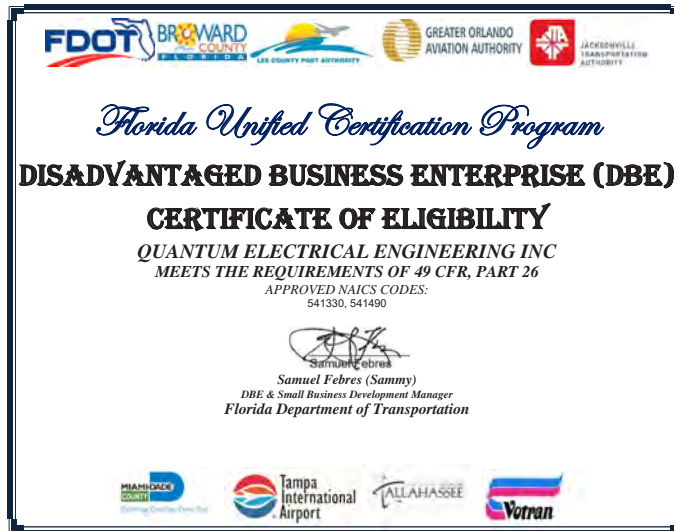 FDOT
BROWARD
COUNTY
FLORIDA
LEE COUNTY PORT AUTHORITY
GREATER ORLANDO
AVIATION AUTHORITY
JACKSONVILLE
TRANSPORTATION
AUTHORITY
Florida Unified Certification Program
DISADVANTAGED BUSINESS ENTERPRISE (DBE)
CERTIFICATE OF ELIGIBILITY
QUANTUM ELECTRICAL ENGINEERING INC
MEETS THE REQUIREMENTS OF 49 CFR, PART 26
APPROVED NAICS CODES:
541330, 541490
Samuel Febres
Samuel Febres (Sammy)
DBE & Small Business Development Manager
Florida Department of Transportation
MIAMI-DADE
COUNTY
Tampa
International
Airport
TALLAHASSEE
Votran